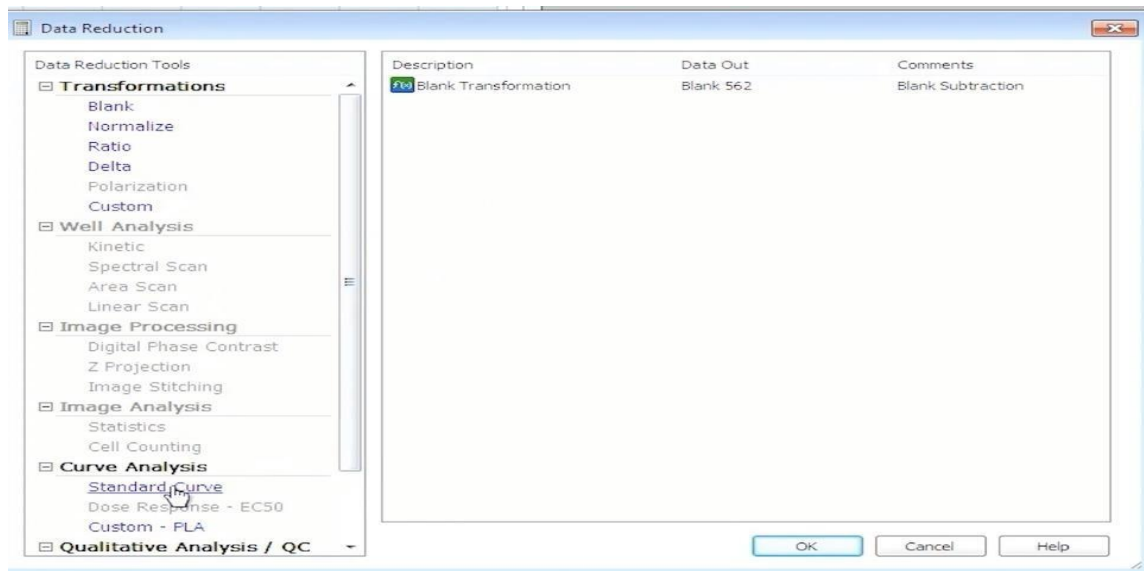 Data Reduction
Data Reduction Tools
Transformations
Blank
Normalize
Ratio
Delta
Polarization
Custom
Well Analysis
Kinetic
Spectral Scan
Area Scan
Linear Scan
Image Processing
Digital Phase Contrast
Z Projection
Image Stitching
Image Analysis
Statistics
Cell Counting
Curve Analysis
Standard Curve
Dose Response - EC50
Custom - PLA
Qualitative Analysis / QC
Description Data Out Comments
f(x) Blank Transformation Blank 562 Blank Subtraction
OK Cancel Help